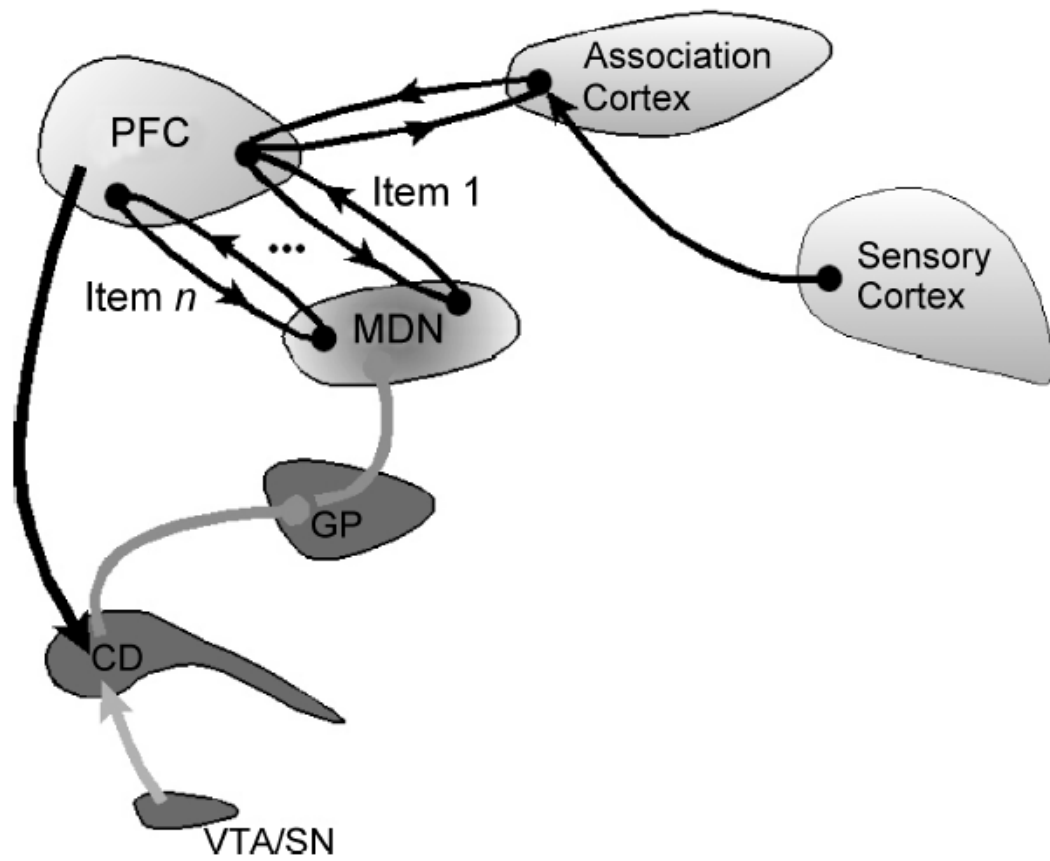 Association
Cortex
PFC
Item 1
...
Sensory
Cortex
Item n
MDN
GP
CD
VTA/SN